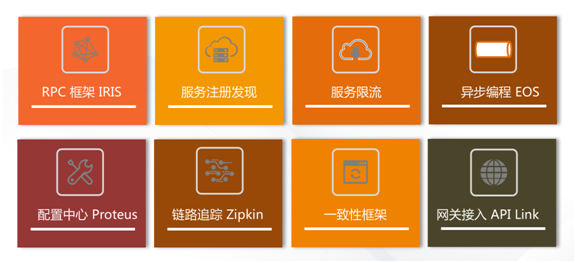 RPC 框架 IRIS
服务注册发现
服务限流
异步编程 EOS
配置中心 Proteus
链路追踪 Zipkin
一致性框架
网关接入 API Link